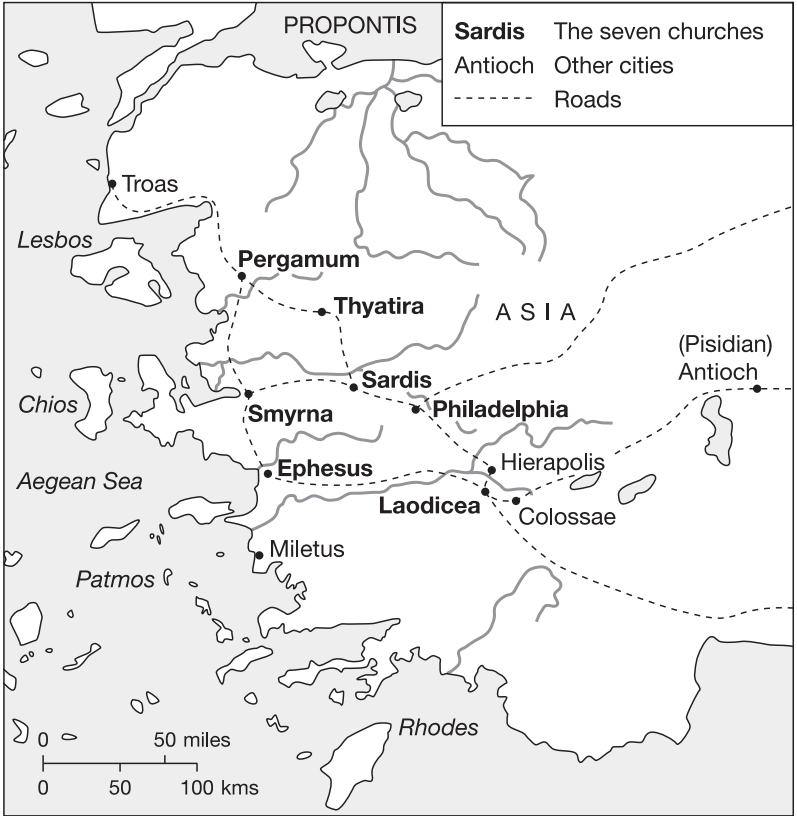 PROPONTIS
Sardis The seven churches
Antioch Other cities
Roads
Troas
Lesbos
Pergamum
Thyatira
ASIA
(Pisidian)
Antioch
Sardis
Chios
Smyrna
Philadelphia
Aegean Sea
Ephesus
Hierapolis
Laodicea
Colossae
Miletus
Patmos
Rhodes
0 50 miles
0 50 100 kms